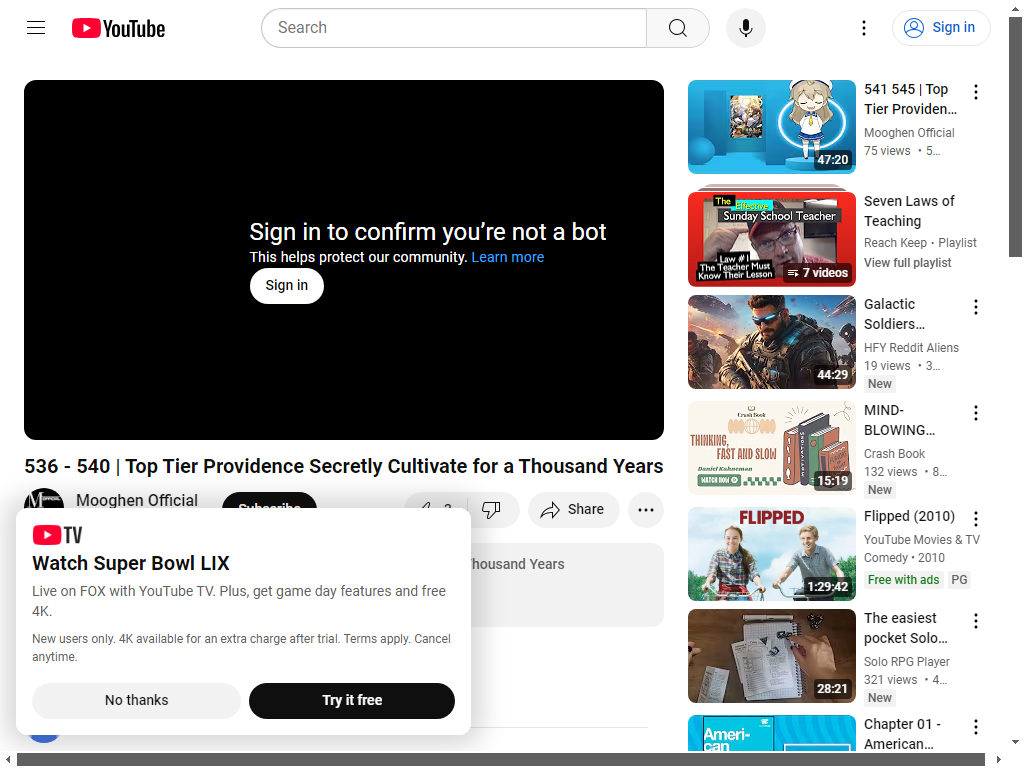 YouTube
Search
Sign in
Sign in to confirm you’re not a bot
This helps protect our community. Learn more
Sign in
536 - 540 | Top Tier Providence Secretly Cultivate for a Thousand Years
Mooghen Official
Subscribe
Share
Thousand Years
TV
Watch Super Bowl LIX
Live on FOX with YouTube TV. Plus, get game day features and free
4K.
New users only. 4K available for an extra charge after trial. Terms apply. Cancel
anytime.
No thanks
Try it free
47:20
541 545 | Top
Tier Providen…
Mooghen Official
75 views • 5…
The Effective
Sunday School Teacher
Law #1
The Teacher Must
Know Their Lesson
7 videos
Seven Laws of
Teaching
Reach Keep • Playlist
View full playlist
44:29
Galactic
Soldiers…
HFY Reddit Aliens
19 views • 3…
New
Crash Book
THINKING,
FAST AND SLOW
Daniel Kahneman
WATCH NOW
15:19
MIND-
BLOWING…
Crash Book
132 views • 8…
New
FLIPPED
1:29:42
Flipped (2010)
YouTube Movies & TV
Comedy • 2010
Free with ads
PG
28:21
The easiest
pocket Solo…
Solo RPG Player
321 views • 4…
New
Ameri-
can
Chapter 01 -
American…